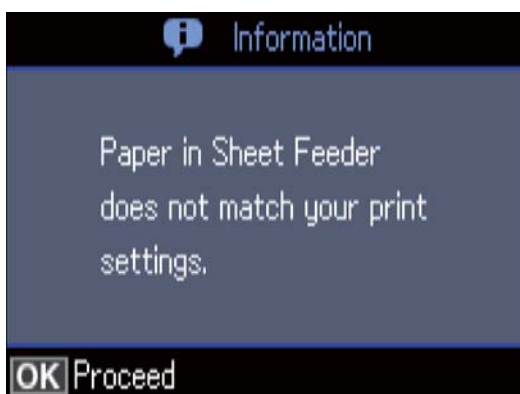 Information
Paper in Sheet Feeder
does not match your print
settings.
OK Proceed